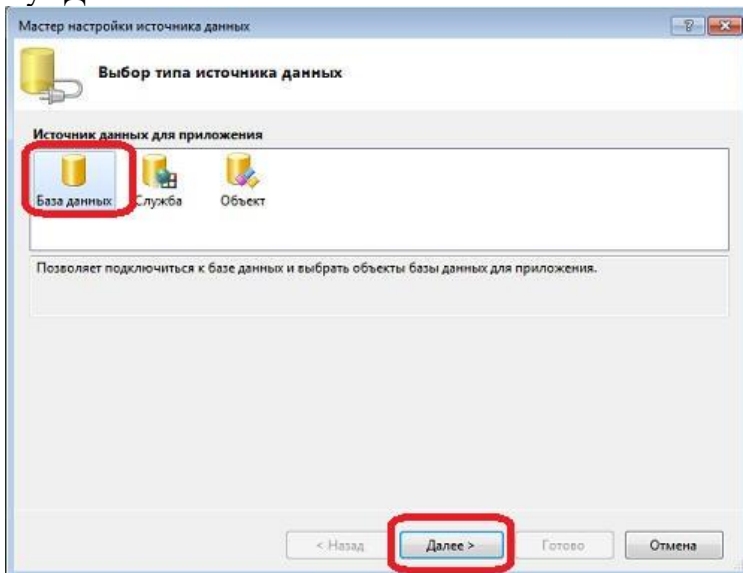 Мастер настройки источника данных
Выбор типа источника данных
Источник данных для приложения
База данных Служба Объект
Позволяет подключиться к базе данных и выбрать объекты базы данных для приложения.
< Назад Далее > Готово Отмена